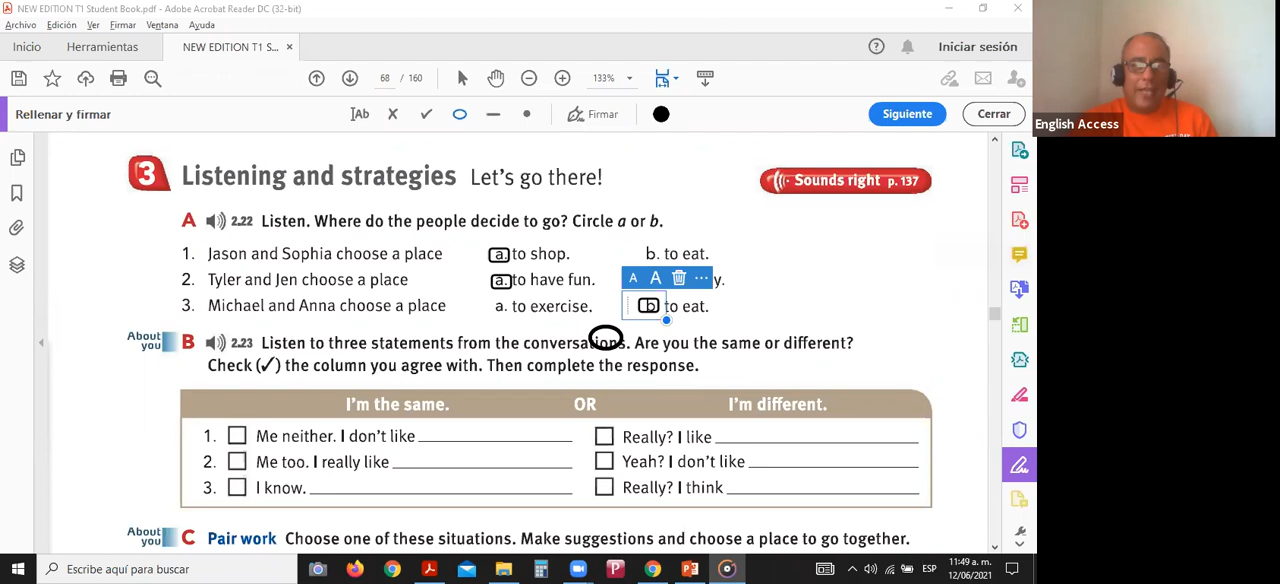 NEW EDITION T1 Student Book.pdf - Adobe Acrobat Reader DC (32-bit)
Archivo Edición Ver Firmar Ventana Ayuda
Inicio Herramientas NEW EDITION T1 S... × Iniciar sesión
68 / 160 133%
Rellenar y firmar Ab Firmar Siguiente Cerrar
English Access
3 Listening and strategies Let's go there! Sounds right p. 137
A 2.22 Listen. Where do the people decide to go? Circle a or b.
1. Jason and Sophia choose a place a. to shop. b. to eat.
2. Tyler and Jen choose a place a. to have fun. A A ... y.
3. Michael and Anna choose a place a. to exercise. b to eat.
About you B 2.23 Listen to three statements from the conversations. Are you the same or different?
Check (✓) the column you agree with. Then complete the response.
I'm the same. OR I'm different.
1. Me neither. I don't like Really? I like
2. Me too. I really like Yeah? I don't like
3. I know. Really? I think
About you C Pair work Choose one of these situations. Make suggestions and choose a place to go together.
Escribe aquí para buscar ESP 11:49 a.m. 12/06/2021